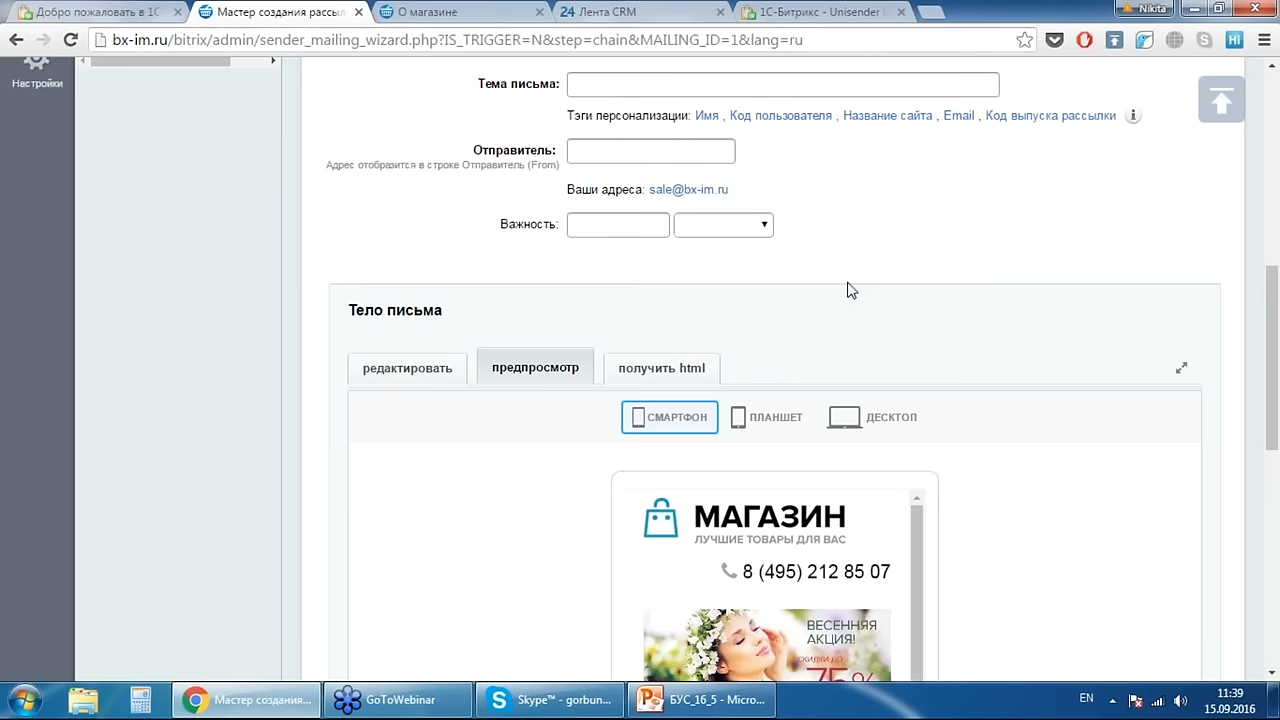 Добро пожаловать в 1С
Мастер создания рассыл
О магазине
Лента CRM
1С-Битрикс - Unisender
Nikita
bx-im.ru/bitrix/admin/sender_mailing_wizard.php?IS_TRIGGER=N&step=chain&MAILING_ID=1&lang=ru
Настройки
Тема письма:
Тэги персонализации: Имя , Код пользователя , Название сайта , Email , Код выпуска рассылки
Отправитель:
Адрес отобразится в строке Отправитель (From)
Ваши адреса: sale@bx-im.ru
Важность:
Тело письма
редактировать
предпросмотр
получить html
СМАРТФОН
ПЛАНШЕТ
ДЕСКТОП
МАГАЗИН
ЛУЧШИЕ ТОВАРЫ ДЛЯ ВАС
8 (495) 212 85 07
ВЕСЕННЯЯ
АКЦИЯ!
СКИДКИ ДО
75%
Мастер создания...
GoToWebinar
Skype™ - gorbun...
БУС_16_5 - Micro...
EN
11:39
15.09.2016